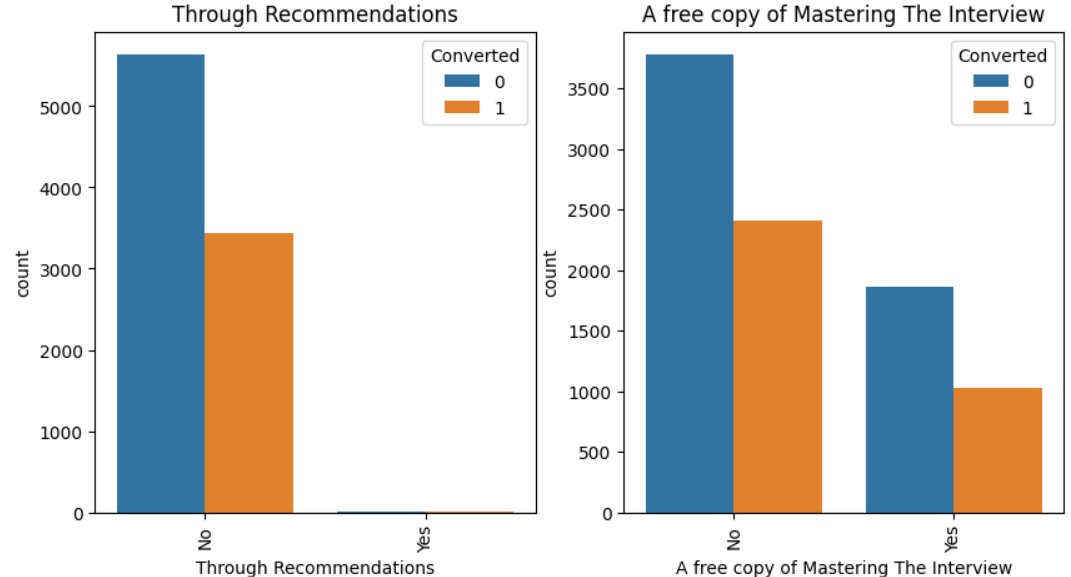 Through Recommendations
Converted
0
1
5000
4000
3000
2000
1000
0
count
No
Yes
Through Recommendations
A free copy of Mastering The Interview
Converted
0
1
3500
3000
2500
2000
1500
1000
500
0
count
No
Yes
A free copy of Mastering The Interview